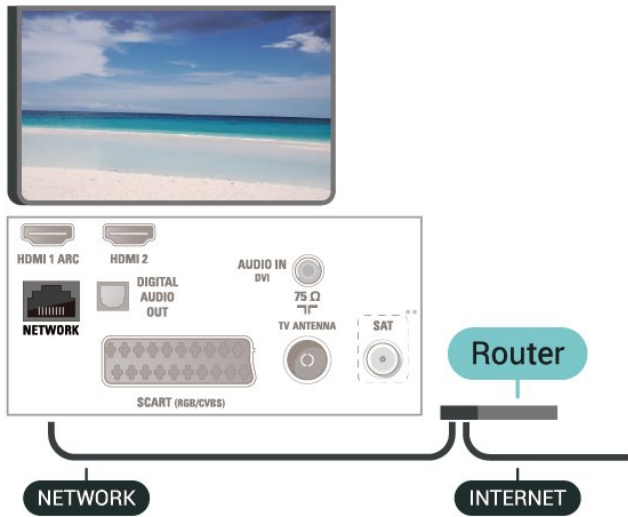 HDMI 1 ARC
HDMI 2
NETWORK
DIGITAL
AUDIO
OUT
AUDIO IN
DVI
75 Ω
TV ANTENNA
SAT
**
SCART (RGB/CVBS)
Router
NETWORK
INTERNET